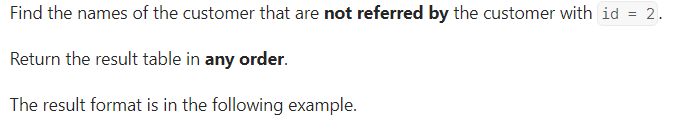 Find the names of the customer that are not referred by the customer with id = 2.
Return the result table in any order.
The result format is in the following example.